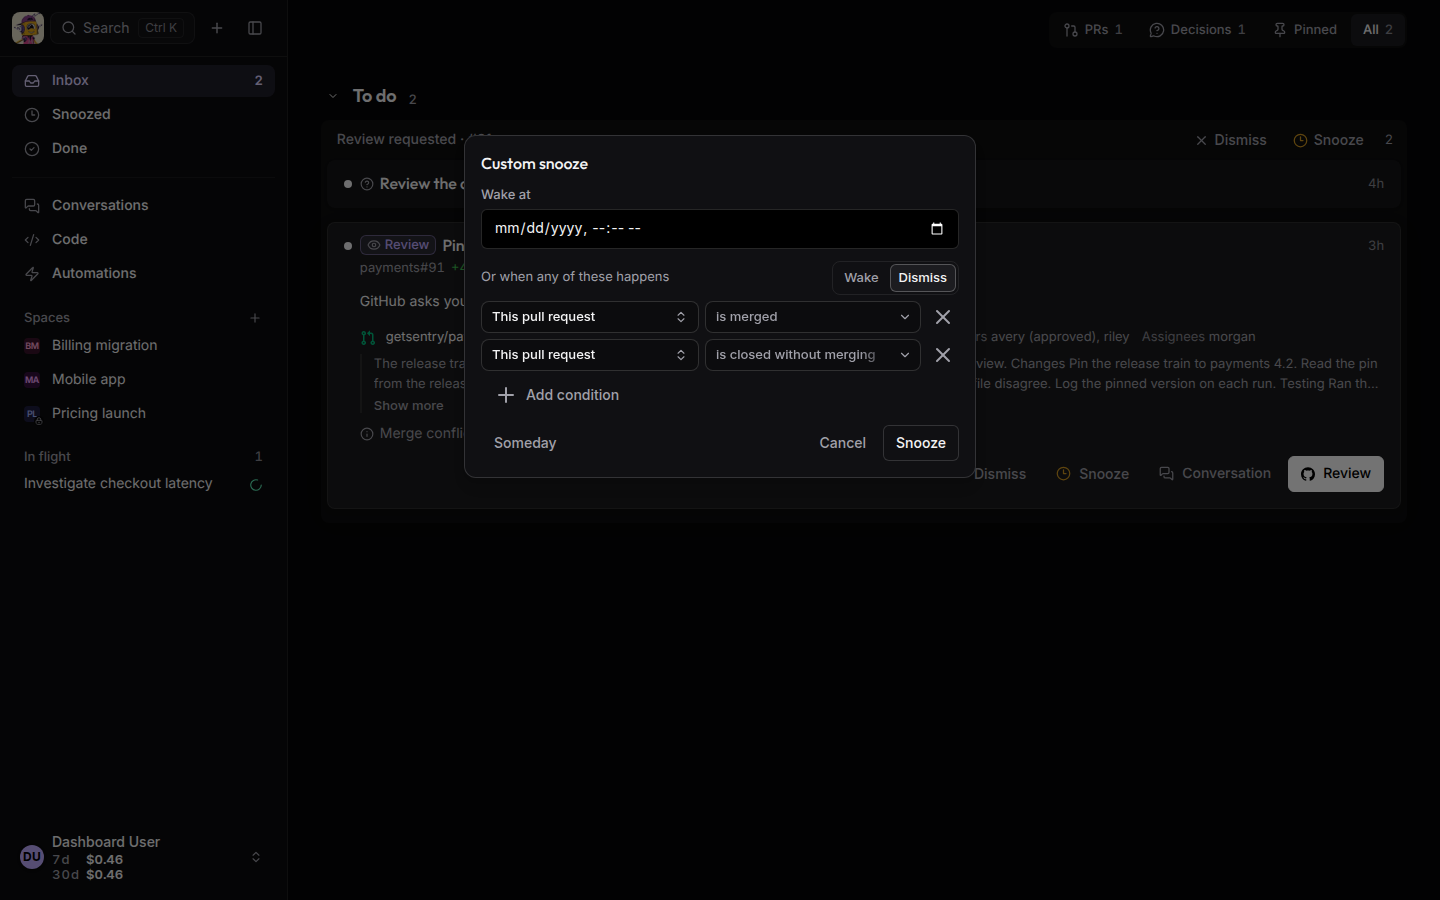 Search Ctrl K
PRs 1 Decisions 1 Pinned All 2
Inbox 2
Snoozed
Done
Conversations
Code
Automations
Spaces
BM Billing migration
MA Mobile app
PL Pricing launch
In flight 1
Investigate checkout latency
DU Dashboard User
7d $0.46
30d $0.46
To do 2
Review requested · Dismiss Snooze 2
Review the 4h
Review Pin 3h
payments#91
GitHub asks you
getsentry/pa avery (approved), riley Assignees morgan
The release tra view. Changes Pin the release train to payments 4.2. Read the pin
from the releas file disagree. Log the pinned version on each run. Testing Ran th...
Show more
Merge confli
Dismiss Snooze Conversation Review
Custom snooze
Wake at
mm/dd/yyyy, --:-- --
Or when any of these happens Wake Dismiss
This pull request is merged
This pull request is closed without merging
Add condition
Someday Cancel Snooze